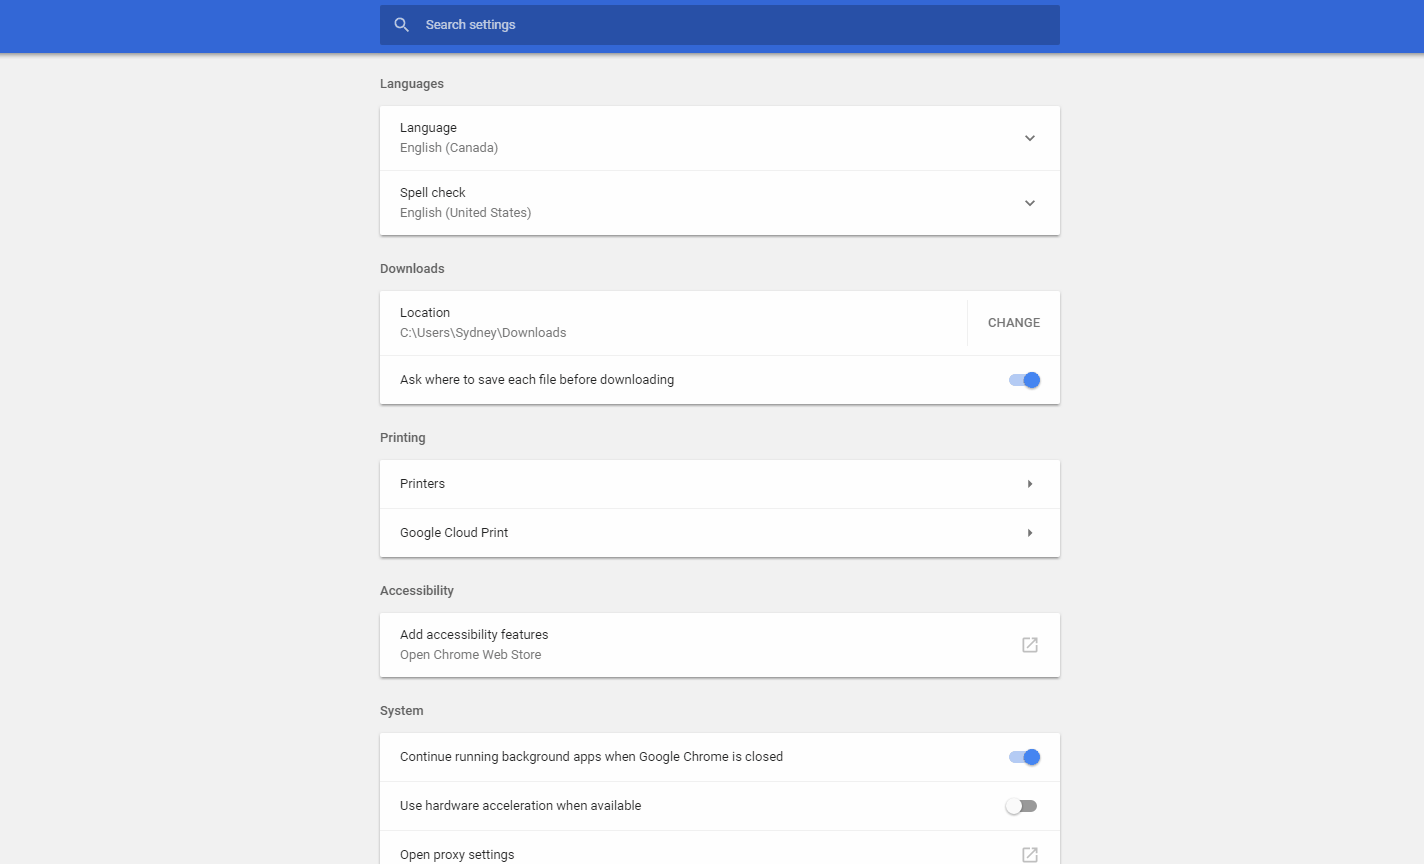 Search settings
Languages
Language
English (Canada)
Spell check
English (United States)
Downloads
Location
C:\Users\Sydney\Downloads
CHANGE
Ask where to save each file before downloading
Printing
Printers
Google Cloud Print
Accessibility
Add accessibility features
Open Chrome Web Store
System
Continue running background apps when Google Chrome is closed
Use hardware acceleration when available
Open proxy settings